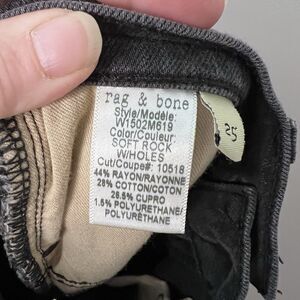 rag & bone
Style/Modèle:
W1502M619
Color/Couleur:
SOFT ROCK
W/HOLES
Cut/Coupe#: 10518
44% RAYON/RAYONNE
28% COTTON/COTON
26.5% CUPRO
1.5% POLYURETHANE/
POLYURÉTHANE
25